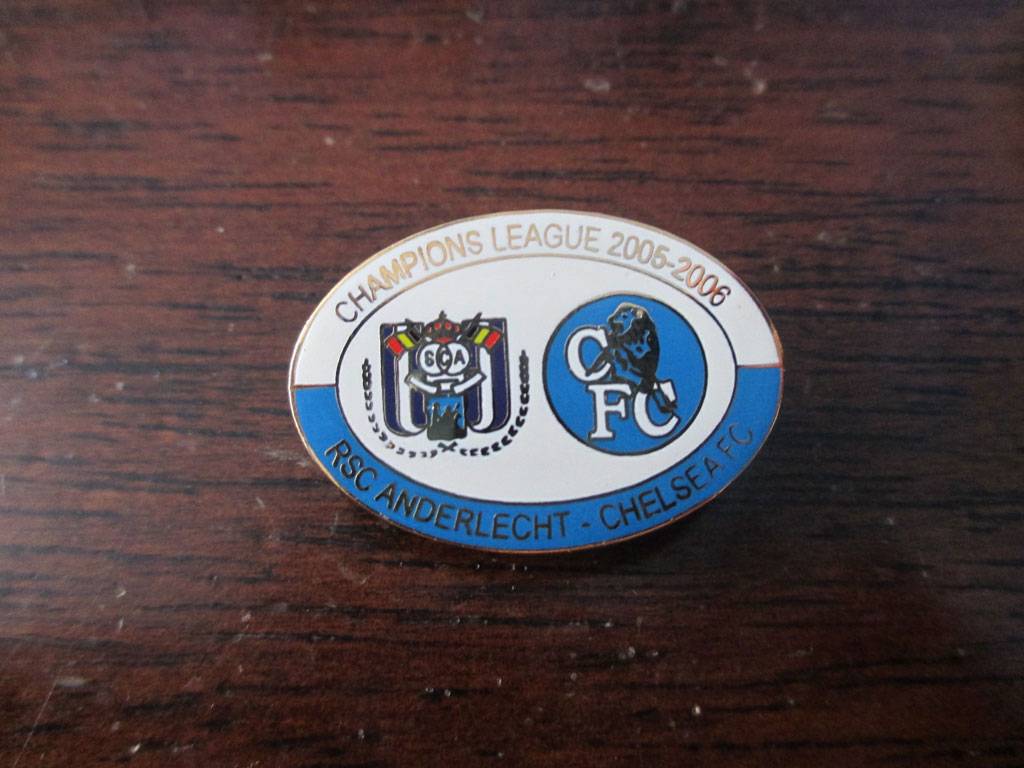 CHAMPIONS LEAGUE 2005-2006
SCA
CFC
RSC ANDERLECHT - CHELSEA FC